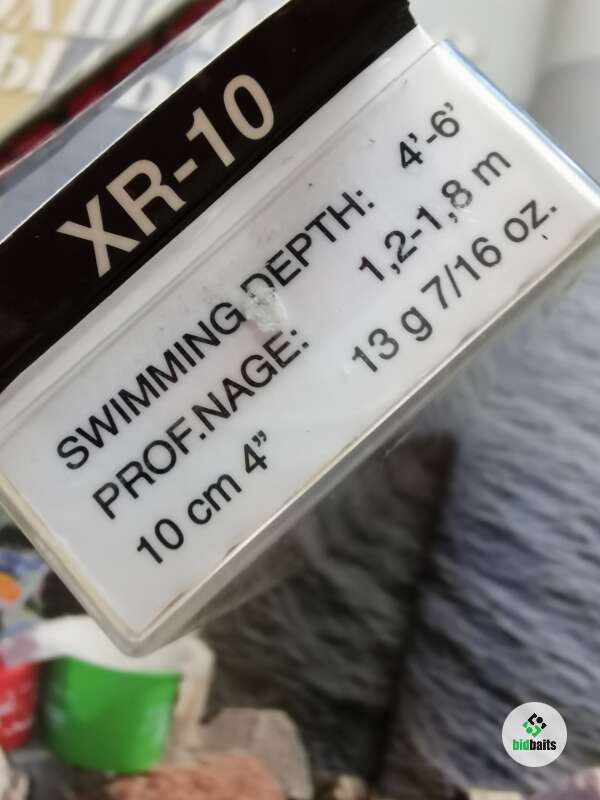 XR-10
SWIMMING DEPTH: 4'-6'
PROF.NAGE: 1,2-1,8 m
10 cm 4" 13 g 7/16 oz.
bidbaits